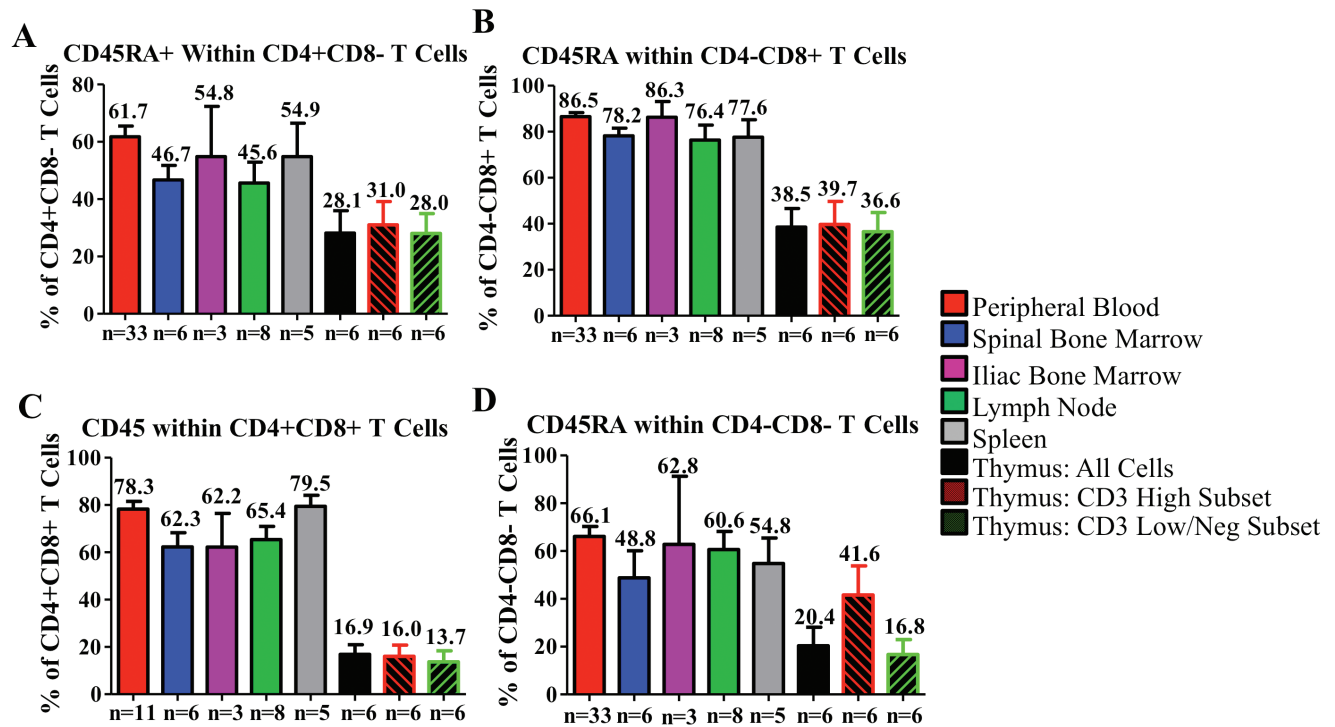 A
CD45RA+ Within CD4+CD8- T Cells
% of CD4+CD8- T Cells
80
60
40
20
0
61.7
46.7
54.8
45.6
54.9
28.1
31.0
28.0
n=33 n=6 n=3 n=8 n=5 n=6 n=6 n=6
B
CD45RA within CD4-CD8+ T Cells
% of CD4-CD8+ T Cells
100
80
60
40
20
0
86.5
78.2
86.3
76.4
77.6
38.5
39.7
36.6
n=33 n=6 n=3 n=8 n=5 n=6 n=6 n=6
C
CD45 within CD4+CD8+ T Cells
% of CD4+CD8+ T Cells
100
80
60
40
20
0
78.3
62.3
62.2
65.4
79.5
16.9
16.0
13.7
n=11 n=6 n=3 n=8 n=5 n=6 n=6 n=6
D
CD45RA within CD4-CD8- T Cells
% of CD4-CD8- T Cells
100
80
60
40
20
0
66.1
48.8
62.8
60.6
54.8
20.4
41.6
16.8
n=33 n=6 n=3 n=8 n=5 n=6 n=6 n=6
Peripheral Blood
Spinal Bone Marrow
Iliac Bone Marrow
Lymph Node
Spleen
Thymus: All Cells
Thymus: CD3 High Subset
Thymus: CD3 Low/Neg Subset